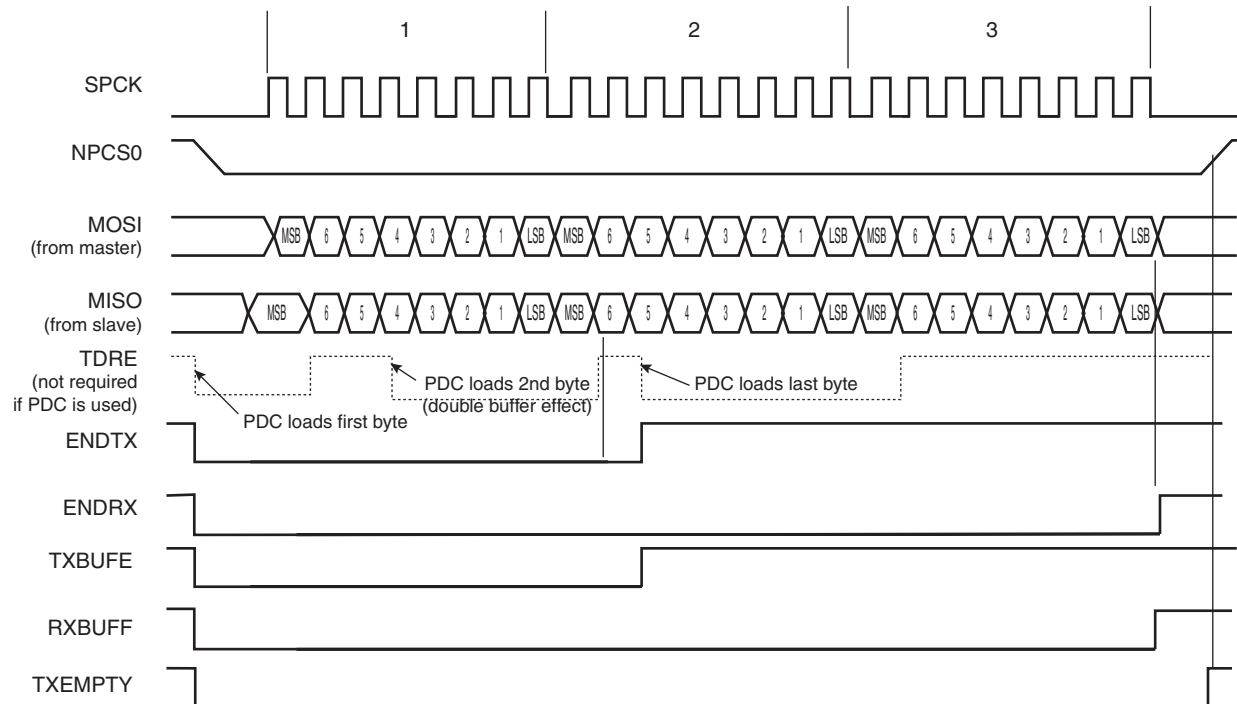 1 2 3
SPCK
NPCS0
MOSI
(from master)
MSB 6 5 4 3 2 1 LSB MSB 6 5 4 3 2 1 LSB MSB 6 5 4 3 2 1 LSB
MISO
(from slave)
MSB 6 5 4 3 2 1 LSB MSB 6 5 4 3 2 1 LSB MSB 6 5 4 3 2 1 LSB
TDRE
(not required
if PDC is used)
PDC loads first byte
PDC loads 2nd byte
(double buffer effect)
PDC loads last byte
ENDTX
ENDRX
TXBUFE
RXBUFF
TXEMPTY